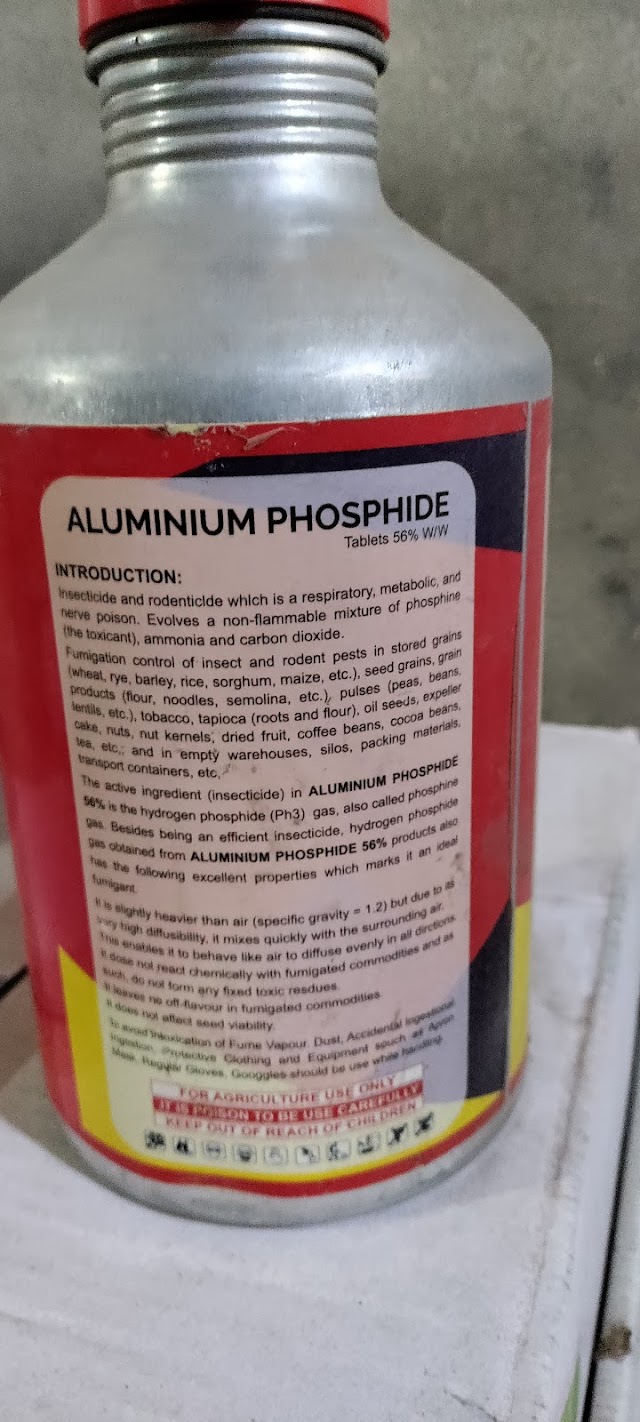 ALUMINIUM PHOSPHIDE
Tablets 56% W/W
INTRODUCTION:
Insecticide and rodenticide which is a respiratory, metabolic, and
nerve poison. Evolves a non-flammable mixture of phosphine
(the toxicant), ammonia and carbon dioxide.
Fumigation control of insect and rodent pests in stored grains
(wheat, rye, barley, rice, sorghum, maize, etc.), seed grains, grain
products (flour, noodles, semolina, etc.), pulses (peas, beans,
lentils, etc.), tobacco, tapioca (roots and flour), oil seeds, expeller
cake, nuts, nut kernels, dried fruit, coffee beans, cocoa beans,
tea, etc,; and in empty warehouses, silos, packing materials,
transport containers, etc,
The active ingredient (insecticide) in ALUMINIUM PHOSPHIDE
56% is the hydrogen phosphide (Ph3) gas, also called phosphine
gas. Besides being an efficient insecticide, hydrogen phosphide
gas obtained from ALUMINIUM PHOSPHIDE 56% products also
has the following excellent properties which marks it an ideal
fumigant.
It is slightly heavier than air (specific gravity = 1.2) but due to its
very high diffusibility, it mixes quickly with the surrounding air.
This enables it to behave like air to diffuse evenly in all dirctions.
It dose not react chemically with fumigated commodities and as
such, do not form any fixed toxic resdues.
It leaves no off-flavour in fumigated commodities
It does not affect seed viability.
To avoid Intoxication of Fume Vapour. Dust, Accidental Ingestional
Ingestion. Protective Clothing and Equipment spuch as Apron
Mask, Regular Gloves, Googgles should be use while handling.
FOR AGRICULTURE USE ONLY
IT IS POISON TO BE USE CAREFULLY
KEEP OUT OF REACH OF CHILDREN